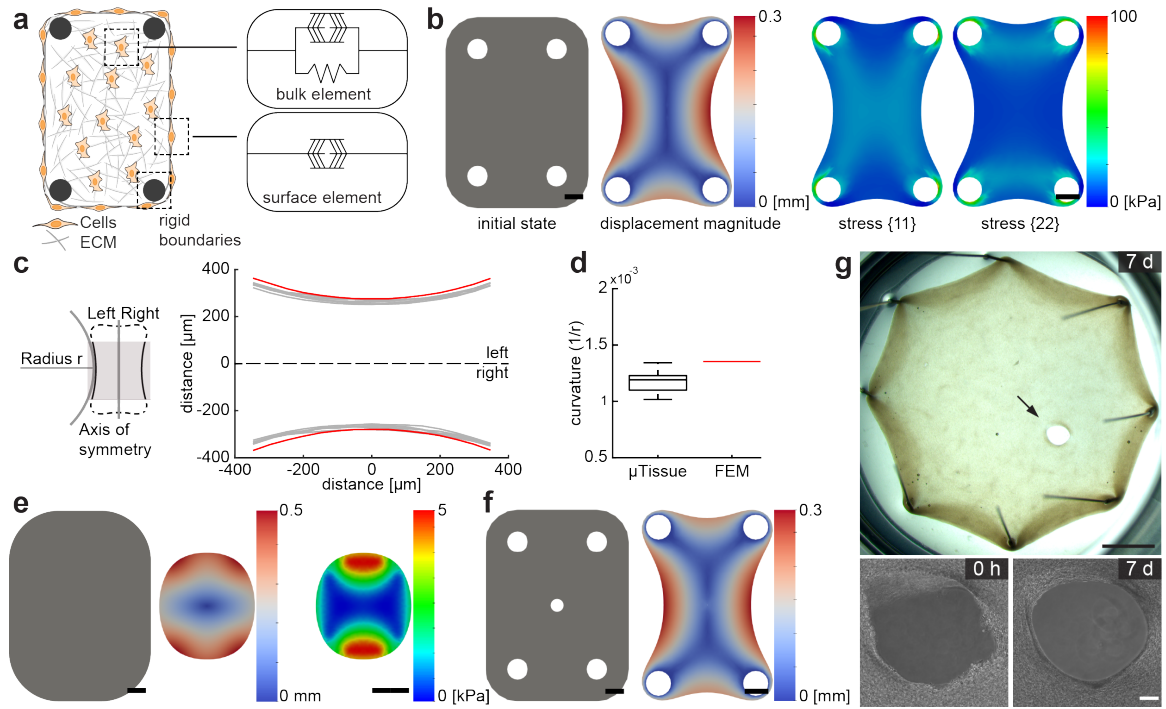 a
bulk element
surface element
Cells
ECM
rigid
boundaries
b
initial state
0.3
0 [mm]
displacement magnitude
stress {11}
stress {22}
100
0 [kPa]
c
Left Right
Radius r
Axis of
symmetry
distance [µm]
400
200
0
-200
-400
left
right
-400
-200
0
200
400
distance [µm]
d
×10⁻³
curvature (1/r)
2
1.5
1
0.5
µTissue
FEM
e
0.5
0 mm
5
0 [kPa]
f
0.3
0 [mm]
g
7 d
0 h
7 d